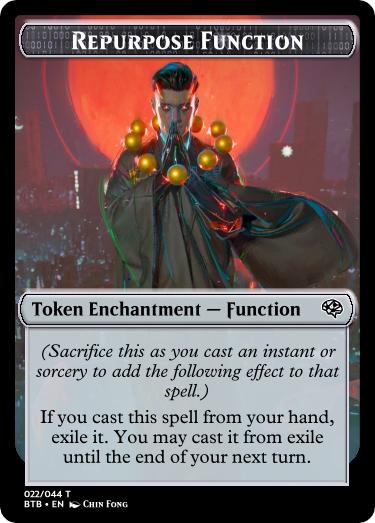 Repurpose Function
Token Enchantment — Function
(Sacrifice this as you cast an instant or
sorcery to add the following effect to that
spell.)
If you cast this spell from your hand,
exile it. You may cast it from exile
until the end of your next turn.
022/044 T
BTB • EN Chin Fong